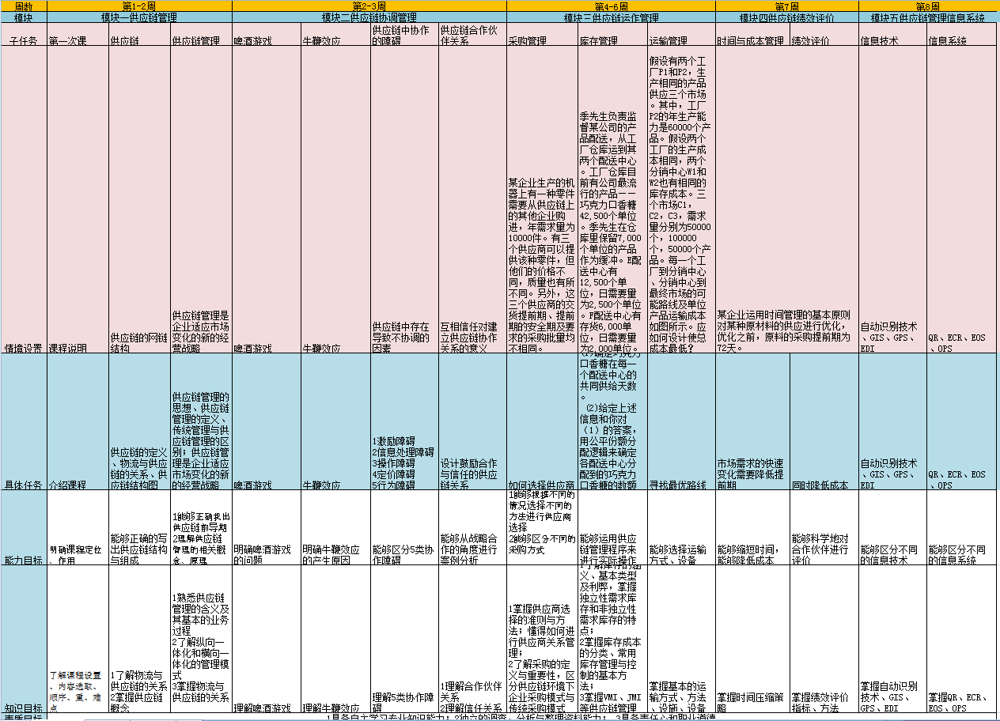 周数 第1-2周 第2-3周 第4-6周 第7周 第8周
模块 模块一供应链管理 模块二供应链协调管理 模块三供应链运作管理 模块四供应链绩效评价 模块五供应链管理信息系统
子任务
第一次课
供应链
供应链管理
啤酒游戏
牛鞭效应
供应链中协作
的障碍
供应链合作伙
伴关系
采购管理
库存管理
运输管理
时间与成本管理
绩效评价
信息技术
信息系统
情境设置
课程说明
供应链的网链
结构
供应链管理是
企业适应市场
变化的新的经
营战略
啤酒游戏
牛鞭效应
供应链中存在
导致不协调的
因素
互相信任对建
立供应链协作
关系的意义
某企业生产的机
器上有一种零件
需要从供应链上
的其他企业购
进，年需求量为
10000件。有三
个供应商可以提
供该种零件，但
他们的价格不
同，质量也有所
不同。另外，这
三个供应商的交
货提前期、提前
期的安全期及要
求的采购批量均
不相同。
季先生负责监
督某公司的产
品配送，从工
厂仓库运到其
两个配送中心
。工厂仓库目
前有公司最流
行的产品——
巧克力口香糖
42,500个单位
。季先生在仓
库里保留7,000
个单位的产品
作为缓冲。E配
送中心有
12,500个单
位，日需要量
为2,500个单位
。F配送中心有
存货6,000单
位，日需要量
为2,000单位。
假设有两个工
厂P1和P2，生
产相同的产品
供应三个市场
。其中，工厂
P2的年生产能
力是60000个产
品。假设两个
工厂的生产成
本相同，两个
分销中心W1和
W2也有相同的
库存成本。三
个市场C1，
C2，C3，需求
量分别为50000
个，100000
个，50000个产
品。每一个工
厂到分销中心
、分销中心到
最终市场的可
能路线及单位
产品运输成本
如图所示。应
如何设计使总
成本最低？
某企业运用时间管理的基本原则
对某种原材料的供应进行优化，
优化之前，原料的采购提前期为
72天。
自动识别技术
、GIS、GPS、
EDI
QR、ECR、EOS
、OPS
具体任务
介绍课程
供应链的定义
、物流与供应
链的关系、供
应链结构图
供应链管理的
思想、供应链
管理的定义、
传统管理与供
应链管理的区
别；供应链管
理是企业适应
市场变化的新
的经营战略
啤酒游戏
牛鞭效应
1激励障碍
2信息处理障碍
3操作障碍
4定价障碍
5行为障碍
设计鼓励合作
与信任的供应
链关系
如何选择供应商
口香糖在每一
个配送中心的
共同供给天数
。
(2)给定上述
信息和你对
（1）的答案，
用公平份额分
配逻辑来确定
各配送中心分
配到的巧克力
口香糖的数额
寻找最优路线
市场需求的快速
变化需要降低提
前期
同时降低成本
自动识别技术
、GIS、GPS、
EDI
QR、ECR、EOS
、OPS
能力目标
明确课程定位
、作用
能够正确的写
出供应链结构
与组成
1能够正确找出
供应链前导期
2理解供应链
管理的相关概
念、原理
明确啤酒游戏
的问题
明确牛鞭效应
的产生原因
能够区分5类协
作障碍
能够从战略合
作的角度进行
案例分析
1能够根据不同的
情况选择不同的
方法进行供应商
选择
2能够区分不同的
采购方式
能够运用供应
链管理程序来
进行实际操作
能够选择运输
方式、设备
能够缩短时间，
能够降低成本
能够科学地对
合作伙伴进行
评价
能够区分不同
的信息技术
能够区分不同
的信息系统
知识目标
了解课程设置
、内容选取、
顺序、重、难
点
1了解物流与
供应链的关系
2掌握供应链
概念
1熟悉供应链
管理的含义及
其基本的业务
过程
2了解纵向一
体化和横向一
体化的管理模
式
3掌握物流与
供应链的关系
理解啤酒游戏
理解牛鞭效应
理解5类协作障
碍
1理解合作伙伴
关系
2理解信任关系
1掌握供应商选
择的准则与方
法；懂得如何进
行供应商关系管
理；
2了解采购的定
义与重要性，区
分供应链环境下
企业采购模式与
传统采购模式
1了解库存的涵
义、基本类型
及利弊，掌握
独立性需求库
存和非独立性
需求库存的特
点；
2掌握库存成本
的分类、常用
库存管理与控
制的基本方
法；
3掌握VMI、JMI
等供应链管理
掌握基本的运
输方式、方法
、设施、设备
掌握时间压缩策
略
掌握绩效评价
指标、方法
掌握自动识别
技术、GIS、
GPS、EDI
掌握QR、ECR、
EOS、OPS
素质目标
1具备自主学习专业知识能力；2独立的调查、分析与整理资料能力； 3具备责任心和职业道德